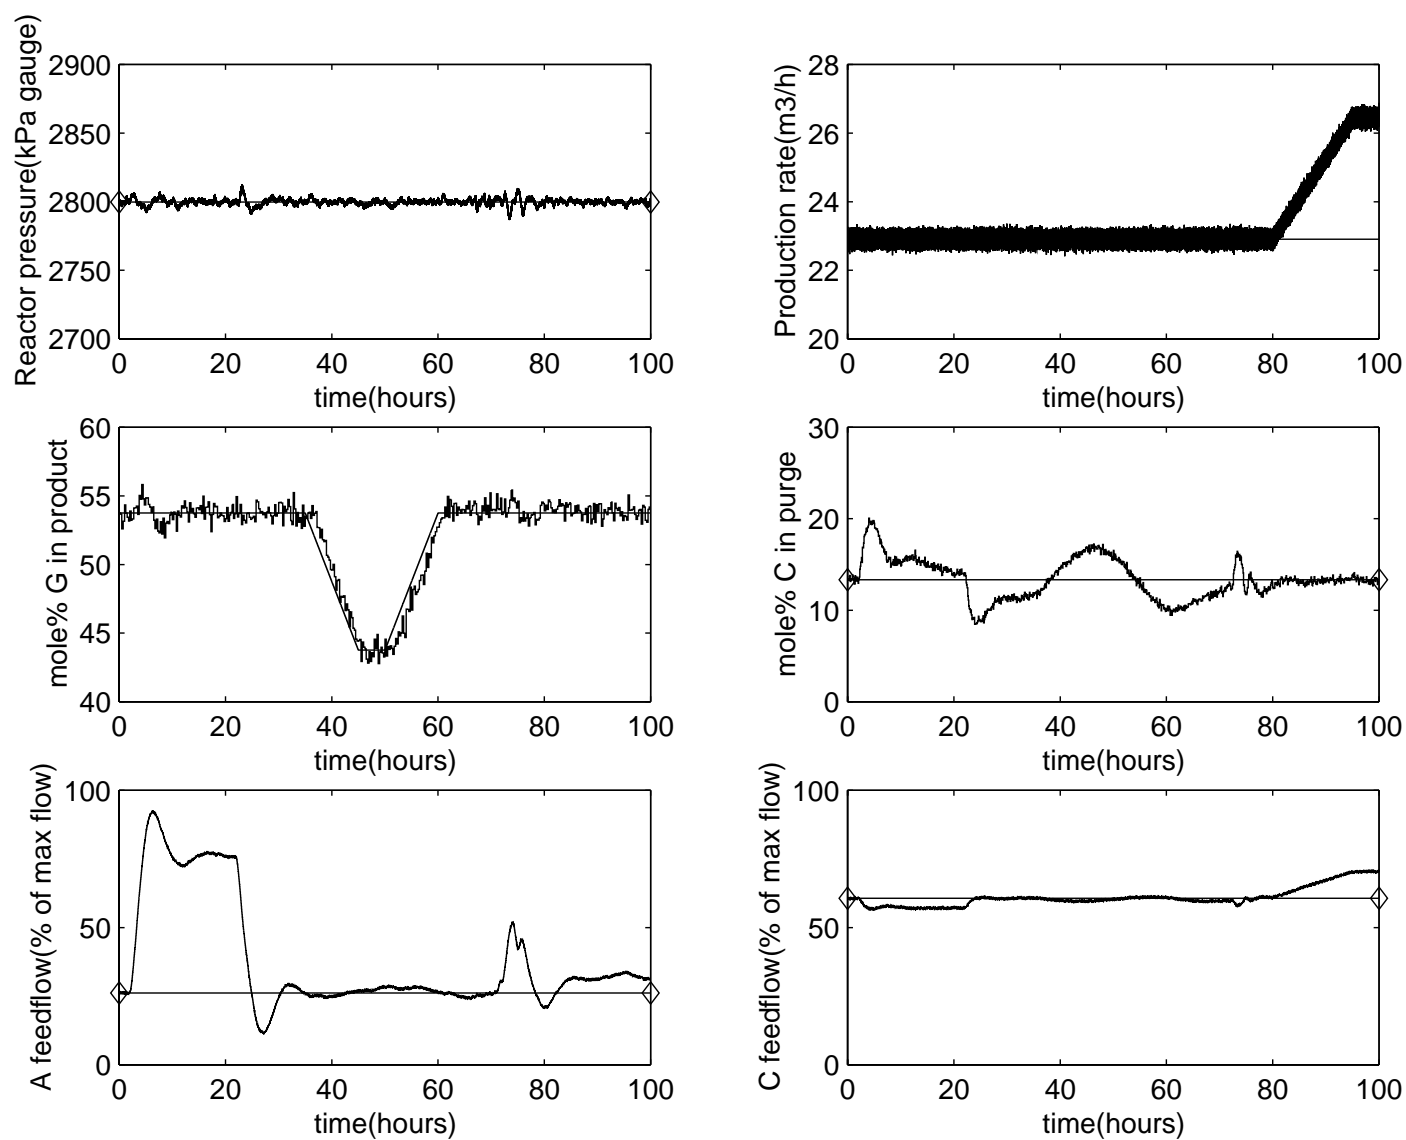 Reactor pressure(kPa gauge)
2900
2850
2800
2750
2700
0 20 40 60 80 100
time(hours)
Production rate(m3/h)
28
26
24
22
20
0 20 40 60 80 100
time(hours)
mole% G in product
60
55
50
45
40
0 20 40 60 80 100
time(hours)
mole% C in purge
30
20
10
0
0 20 40 60 80 100
time(hours)
A feedflow(% of max flow)
100
50
0
0 20 40 60 80 100
time(hours)
C feedflow(% of max flow)
100
50
0
0 20 40 60 80 100
time(hours)